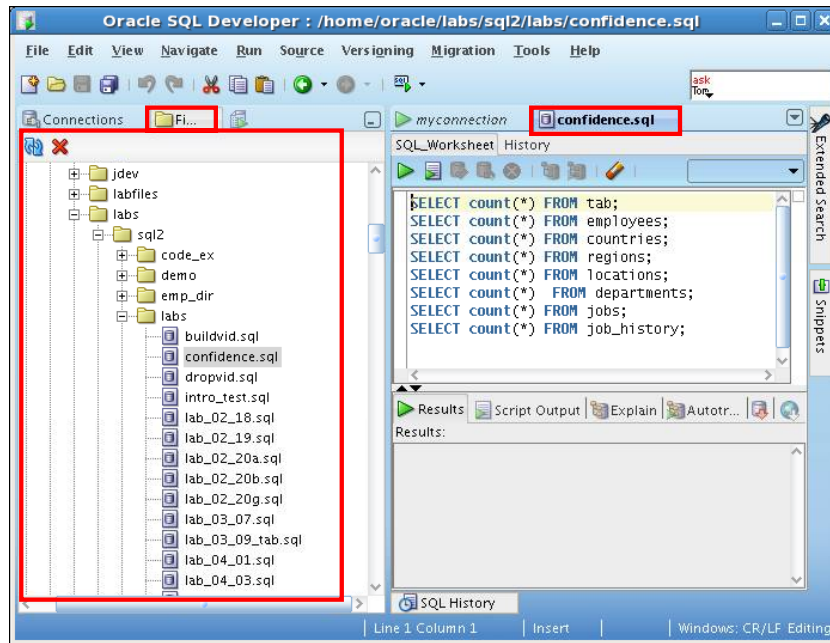 Oracle SQL Developer : /home/oracle/labs/sql2/labs/confidence.sql
File Edit View Navigate Run Source Versioning Migration Tools Help
ask
Tom
Connections
Fi...
myconnection
confidence.sql
SQL_Worksheet History
jdev
labfiles
labs
sql2
code_ex
demo
emp_dir
labs
buildvid.sql
confidence.sql
dropvid.sql
intro_test.sql
lab_02_18.sql
lab_02_19.sql
lab_02_20a.sql
lab_02_20b.sql
lab_02_20g.sql
lab_03_07.sql
lab_03_09_tab.sql
lab_04_01.sql
lab_04_03.sql
SELECT count(*) FROM tab;
SELECT count(*) FROM employees;
SELECT count(*) FROM countries;
SELECT count(*) FROM regions;
SELECT count(*) FROM locations;
SELECT count(*)  FROM departments;
SELECT count(*) FROM jobs;
SELECT count(*) FROM job_history;
Extended Search
Snippets
Results Script Output Explain Autotr...
Results:
SQL History
Line 1 Column 1 Insert Windows: CR/LF Editing